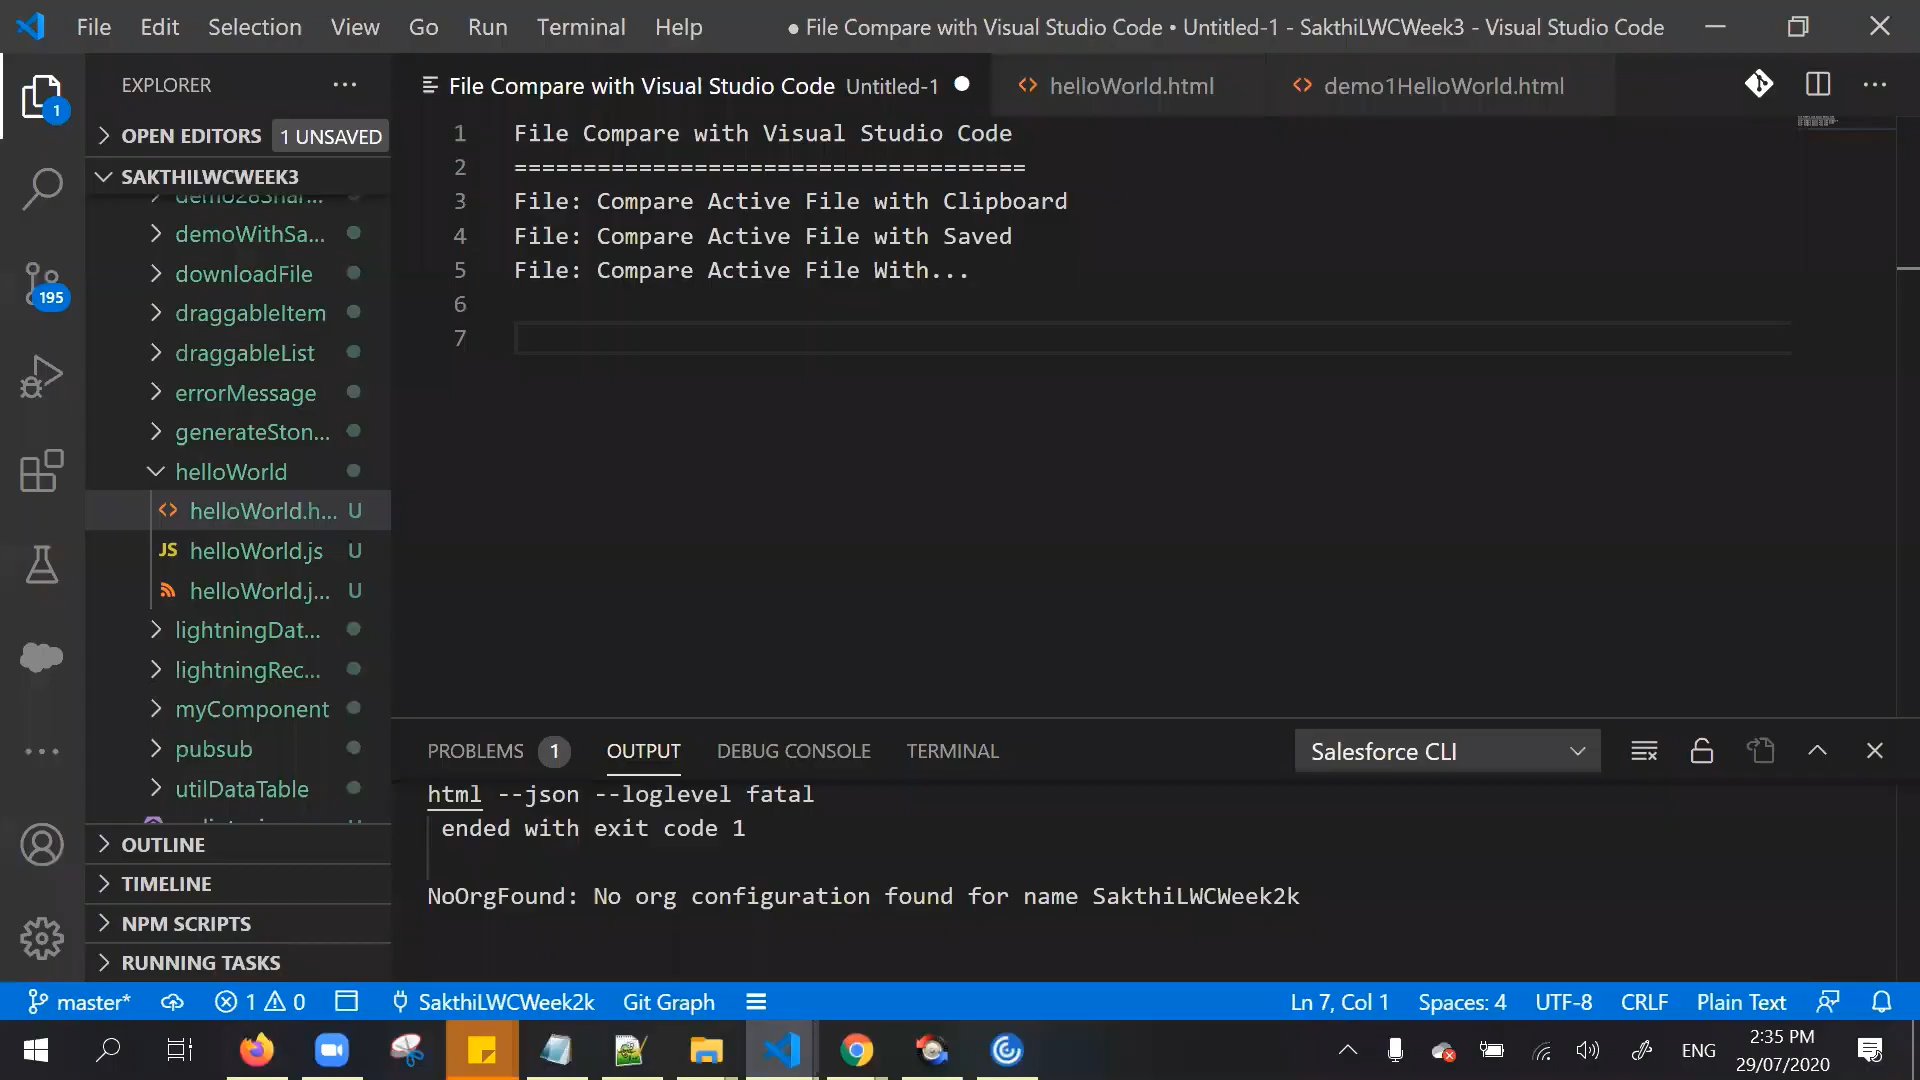 File Edit Selection View Go Run Terminal Help ● File Compare with Visual Studio Code • Untitled-1 - SakthiLWCWeek3 - Visual Studio Code
EXPLORER
File Compare with Visual Studio Code Untitled-1
helloWorld.html
demo1HelloWorld.html
1
OPEN EDITORS 1 UNSAVED
SAKTHILWCWEEK3
demo28Shar...
demoWithSa...
downloadFile
195
draggableItem
draggableList
errorMessage
generateSton...
helloWorld
helloWorld.h... U
JS helloWorld.js U
helloWorld.j... U
lightningDat...
lightningRec...
myComponent
pubsub
utilDataTable
OUTLINE
TIMELINE
NPM SCRIPTS
RUNNING TASKS
1 File Compare with Visual Studio Code
2 =====================================
3 File: Compare Active File with Clipboard
4 File: Compare Active File with Saved
5 File: Compare Active File With...
6
7
PROBLEMS 1 OUTPUT DEBUG CONSOLE TERMINAL Salesforce CLI
html --json --loglevel fatal
ended with exit code 1
NoOrgFound: No org configuration found for name SakthiLWCWeek2k
master* 1 0 SakthiLWCWeek2k Git Graph Ln 7, Col 1 Spaces: 4 UTF-8 CRLF Plain Text
ENG 2:35 PM
29/07/2020